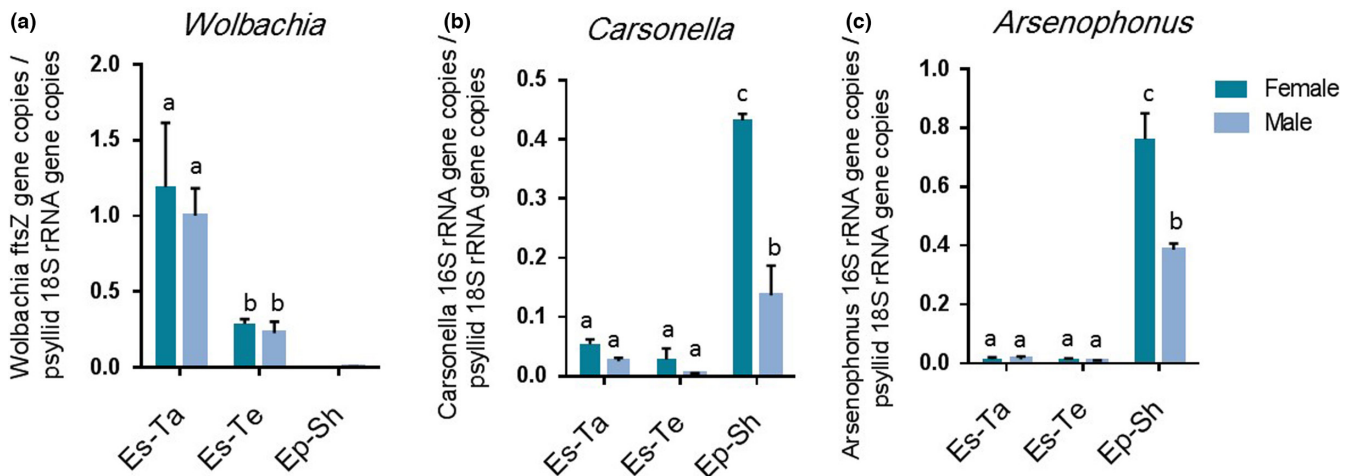 (a)
Wolbachia
Wolbachia ftsZ gene copies /
psyllid 18S rRNA gene copies
2.0
1.5
1.0
0.5
0.0
a
a
b b
Es-Ta
Es-Te
Ep-Sh
(b)
Carsonella
Carsonella 16S rRNA gene copies /
psyllid 18S rRNA gene copies
0.5
0.4
0.3
0.2
0.1
0.0
a
a
a
a
c
b
Es-Ta
Es-Te
Ep-Sh
(c)
Arsenophonus
Arsenophonus 16S rRNA gene copies /
psyllid 18S rRNA gene copies
1.0
0.8
0.6
0.4
0.2
0.0
a a
a a
c
b
Es-Ta
Es-Te
Ep-Sh
Female
Male